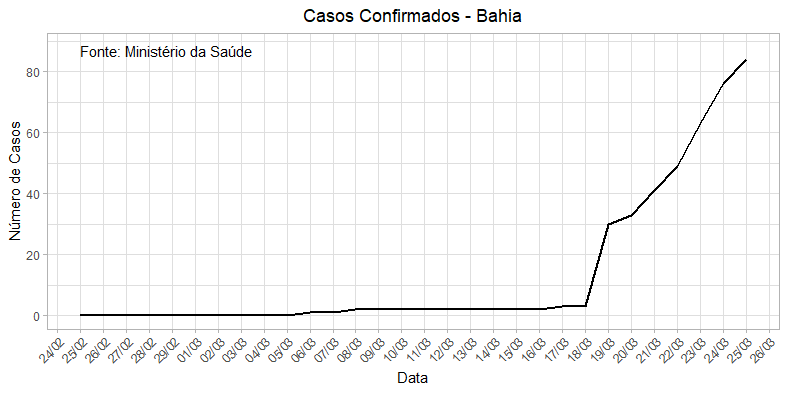 Casos Confirmados - Bahia
Fonte: Ministério da Saúde
80
60
40
20
0
Número de Casos
24/02 25/02 26/02 27/02 28/02 29/02 01/03 02/03 03/03 04/03 05/03 06/03 07/03 08/03 09/03 10/03 11/03 12/03 13/03 14/03 15/03 16/03 17/03 18/03 19/03 20/03 21/03 22/03 23/03 24/03 25/03 26/03
Data